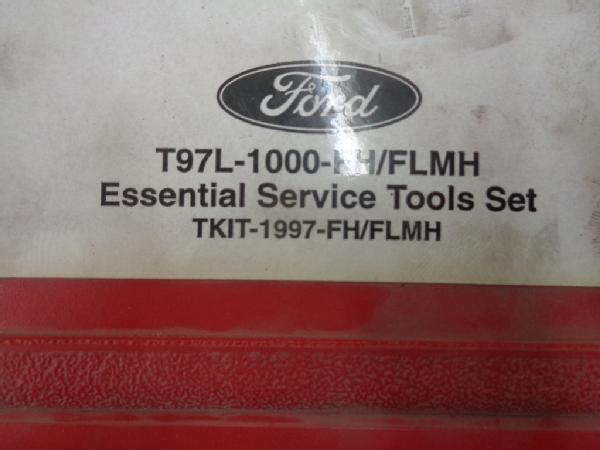 Ford
T97L-1000-FH/FLMH
Essential Service Tools Set
TKIT-1997-FH/FLMH